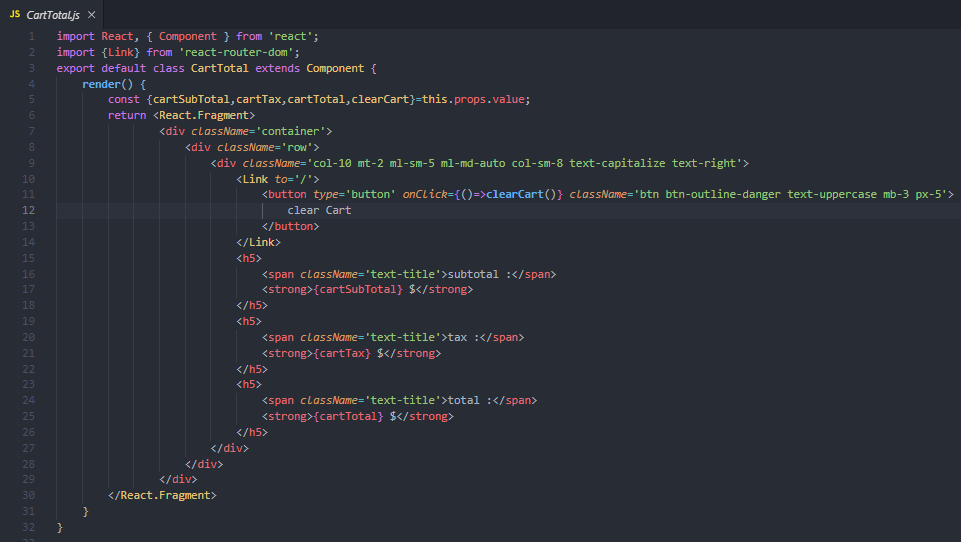 JS CartTotal.js ×
1 import React, { Component } from 'react';
2 import {Link} from 'react-router-dom';
3 export default class CartTotal extends Component {
4 render() {
5 const {cartSubTotal,cartTax,cartTotal,clearCart}=this.props.value;
6 return <React.Fragment>
7 <div className='container'>
8 <div className='row'>
9 <div className='col-10 mt-2 ml-sm-5 ml-md-auto col-sm-8 text-capitalize text-right'>
10 <Link to='/'>
11 <button type='button' onClick={()=>clearCart()} className='btn btn-outline-danger text-uppercase mb-3 px-5'>
12 clear Cart
13 </button>
14 </Link>
15 <h5>
16 <span className='text-title'>subtotal :</span>
17 <strong>{cartSubTotal} $</strong>
18 </h5>
19 <h5>
20 <span className='text-title'>tax :</span>
21 <strong>{cartTax} $</strong>
22 </h5>
23 <h5>
24 <span className='text-title'>total :</span>
25 <strong>{cartTotal} $</strong>
26 </h5>
27 </div>
28 </div>
29 </div>
30 </React.Fragment>
31 }
32 }